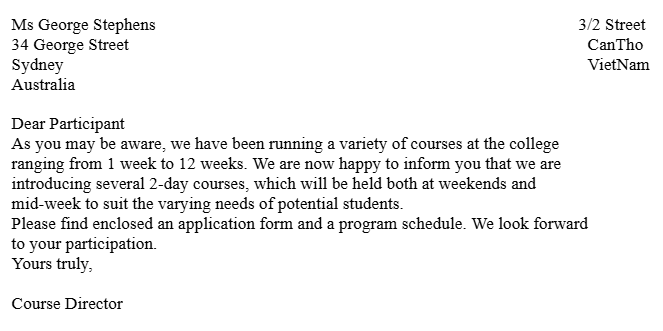 Ms George Stephens 3/2 Street
34 George Street CanTho
Sydney VietNam
Australia
Dear Participant
As you may be aware, we have been running a variety of courses at the college
ranging from 1 week to 12 weeks. We are now happy to inform you that we are
introducing several 2-day courses, which will be held both at weekends and
mid-week to suit the varying needs of potential students.
Please find enclosed an application form and a program schedule. We look forward
to your participation.
Yours truly,
Course Director